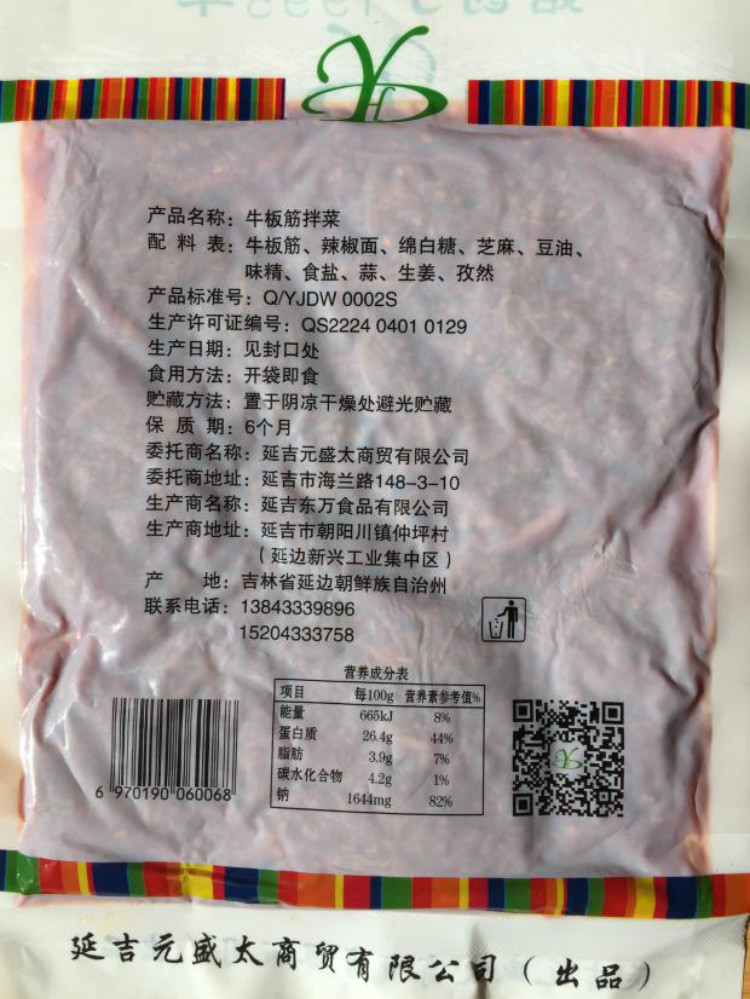 产品名称：牛板筋拌菜
配 料 表：牛板筋、辣椒面、绵白糖、芝麻、豆油、
味精、食盐、蒜、生姜、孜然
产品标准号：Q/YJDW 0002S
生产许可证编号：QS2224 0401 0129
生产日期：见封口处
食用方法：开袋即食
贮藏方法：置于阴凉干燥处避光贮藏
保 质 期：6个月
委托商名称：延吉元盛太商贸有限公司
委托商地址：延吉市海兰路148-3-10
生产商名称：延吉东万食品有限公司
生产商地址：延吉市朝阳川镇仲坪村
（延边新兴工业集中区）
产 地：吉林省延边朝鲜族自治州
联系电话：13843339896
15204333758
营养成分表
项目 每100g 营养素参考值%
能量 665kJ 8%
蛋白质 26.4g 44%
脂肪 3.9g 7%
碳水化合物 4.2g 1%
钠 1644mg 82%
6 970190 060068
延吉元盛太商贸有限公司（出品）